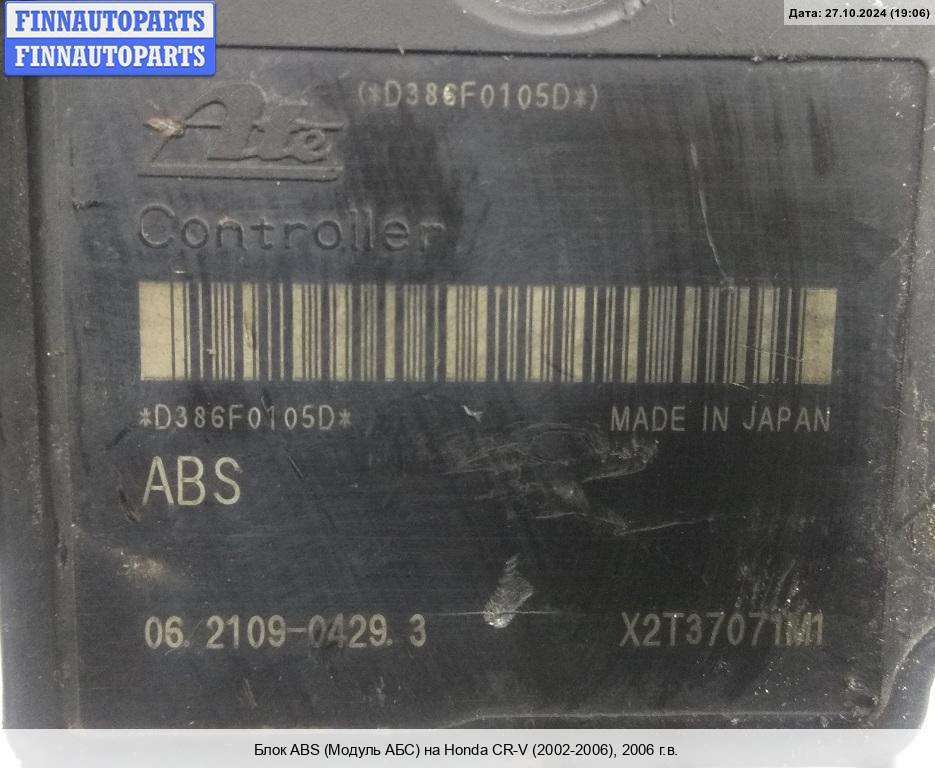 FINNAUTOPARTS
FINNAUTOPARTS
Дата: 27.10.2024 (19:06)
(*D386F0105D*)
Ate
Controller
*D386F0105D*
MADE IN JAPAN
ABS
06.2109-0429.3
X2T37071M1
Блок ABS (Модуль АБС) на Honda CR-V (2002-2006), 2006 г.в.